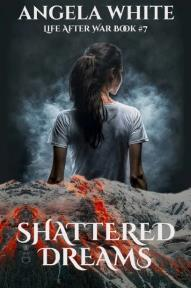 ANGELA WHITE
LIFE AFTER WAR BOOK #7
SHATTERED
DREAMS